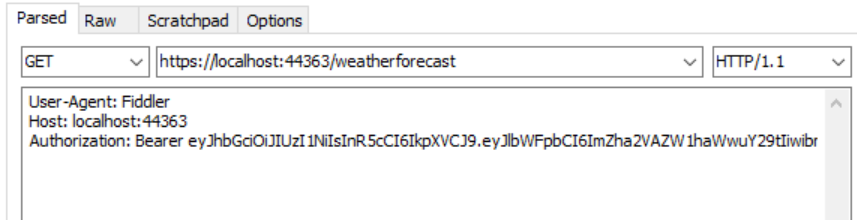 Parsed Raw Scratchpad Options
GET https://localhost:44363/weatherforecast HTTP/1.1
User-Agent: Fiddler
Host: localhost:44363
Authorization: Bearer eyJhbGciOiJIUzI1NiIsInR5cCI6IkpXVCJ9.eyJlbWFpbCI6ImZha2VAZW1haWwuY29tIiwibr